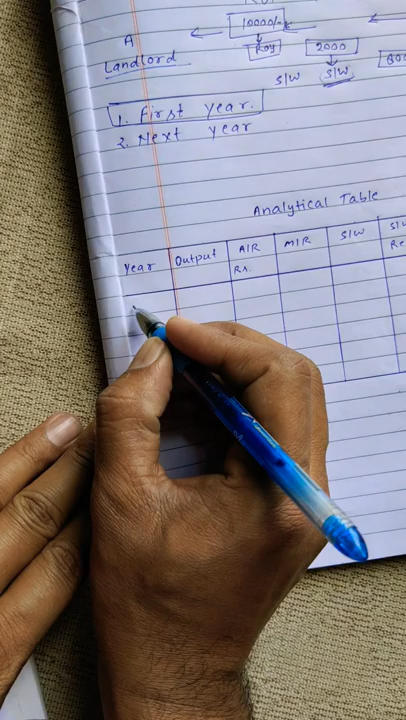 10000/-
A
Roy
2000
Landlord
S/W
S/W
1. First year.
2. Next year
Analytical Table
Year Output A/R Rs. M/R S/W